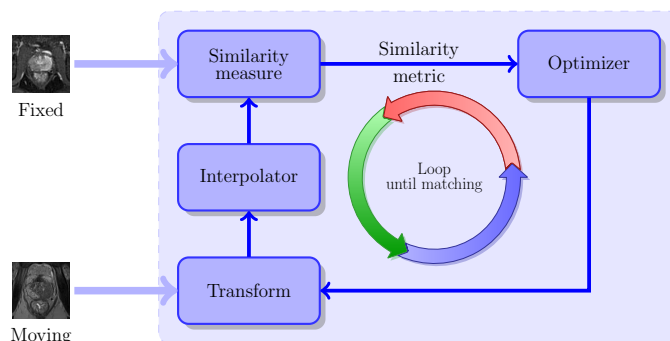 Similarity
measure
Similarity
metric
Optimizer
Fixed
Interpolator
Loop
until matching
Transform
Moving